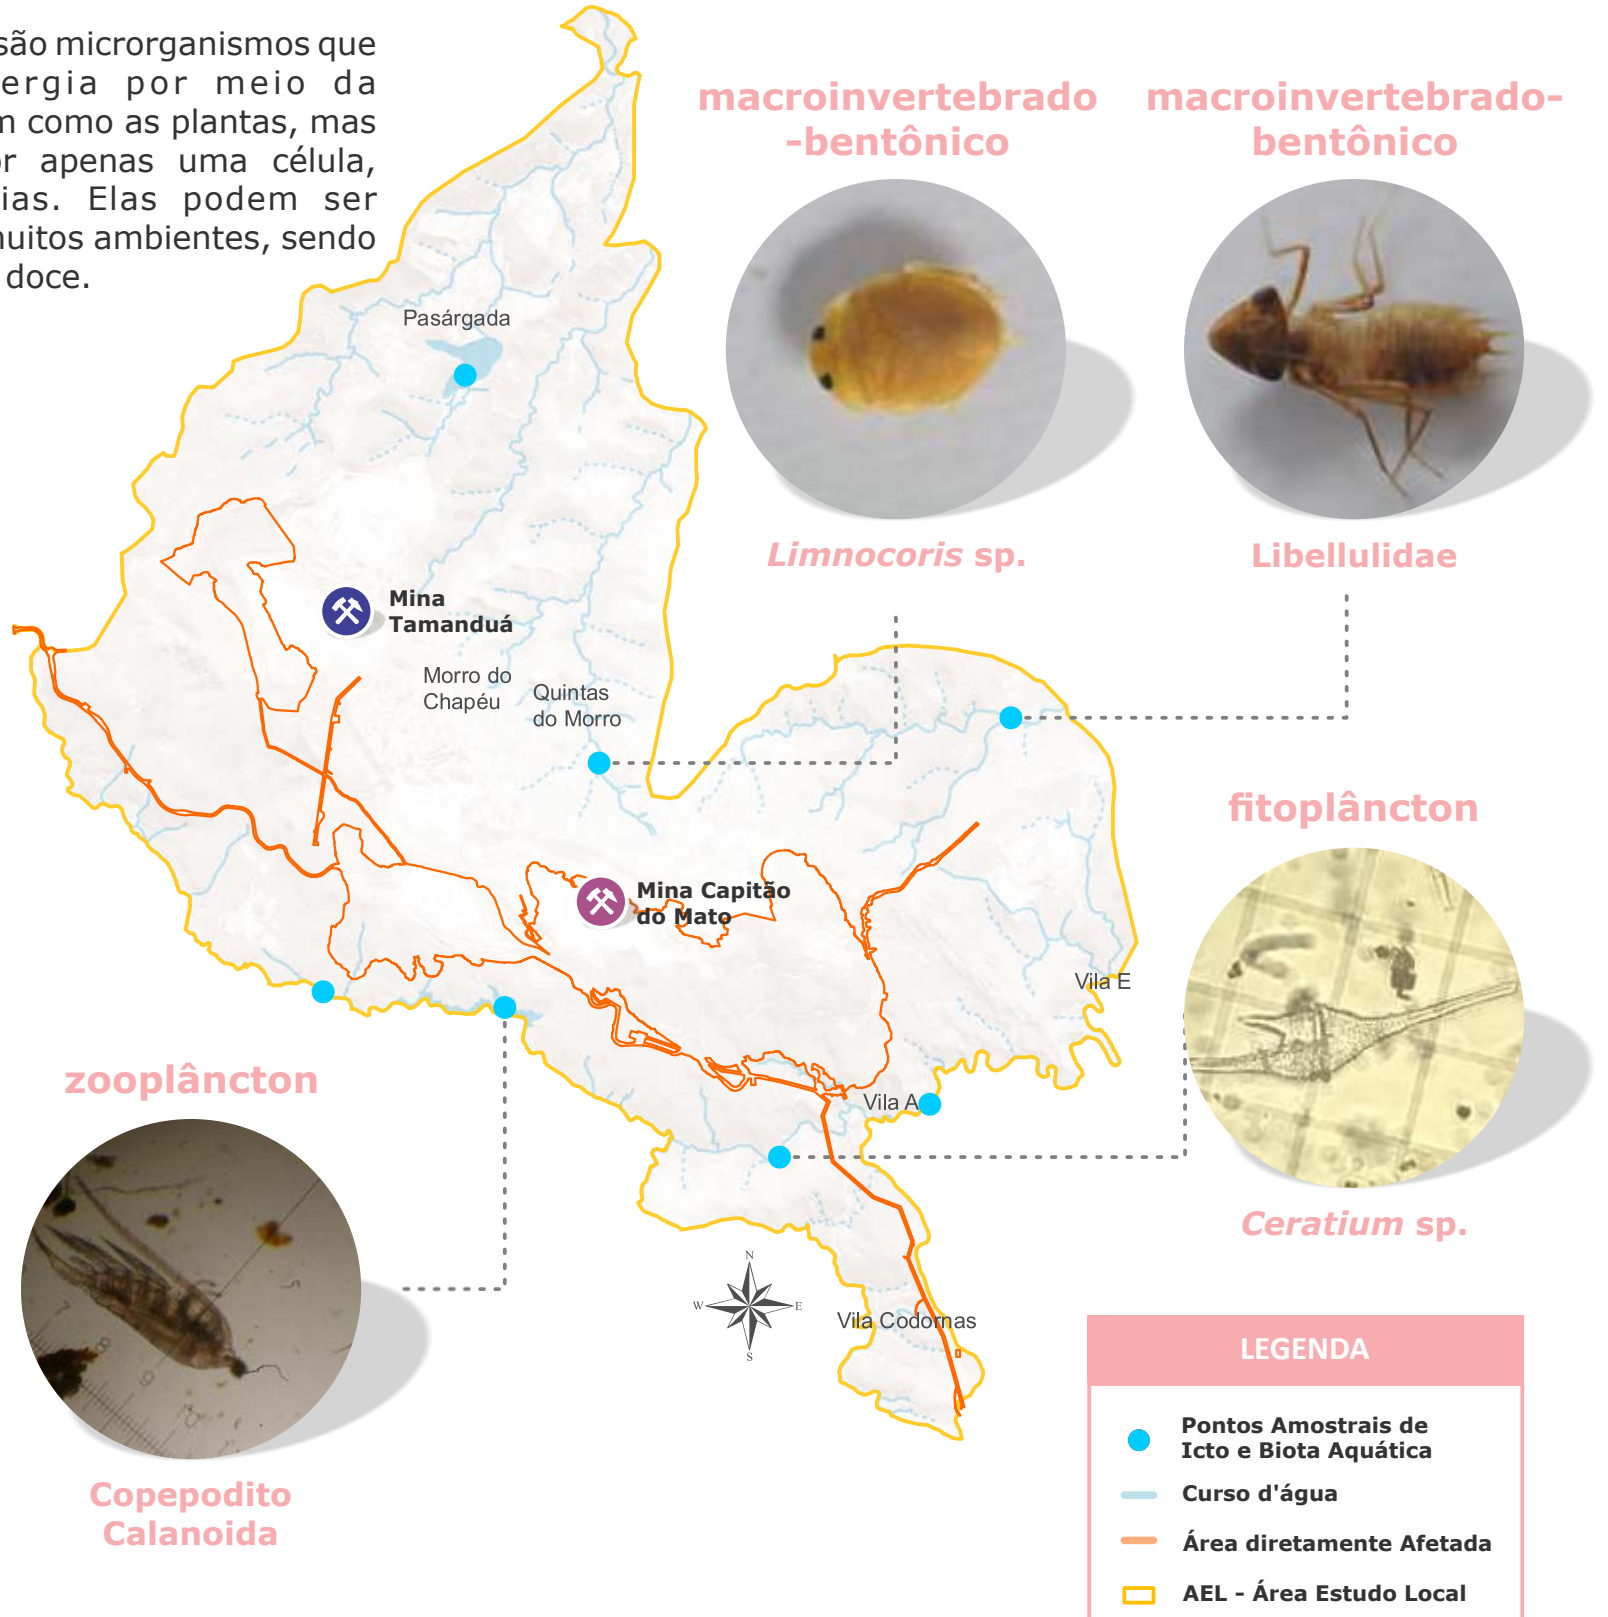 são microrganismos que
ergia por meio da
m como as plantas, mas
or apenas uma célula,
ias. Elas podem ser
muitos ambientes, sendo
doce.
macroinvertebrado
-bentônico
macroinvertebrado-
bentônico
Limnocoris sp.
Libellulidae
Pasárgada
Mina
Tamanduá
Morro do
Chapéu
Quintas
do Morro
Mina Capitão
do Mato
fitoplâncton
Vila E
Vila A
zooplâncton
Ceratium sp.
N
W
E
S
Vila Codornas
Copepodito
Calanoida
LEGENDA
Pontos Amostrais de
Icto e Biota Aquática
Curso d'água
Área diretamente Afetada
AEL - Área Estudo Local